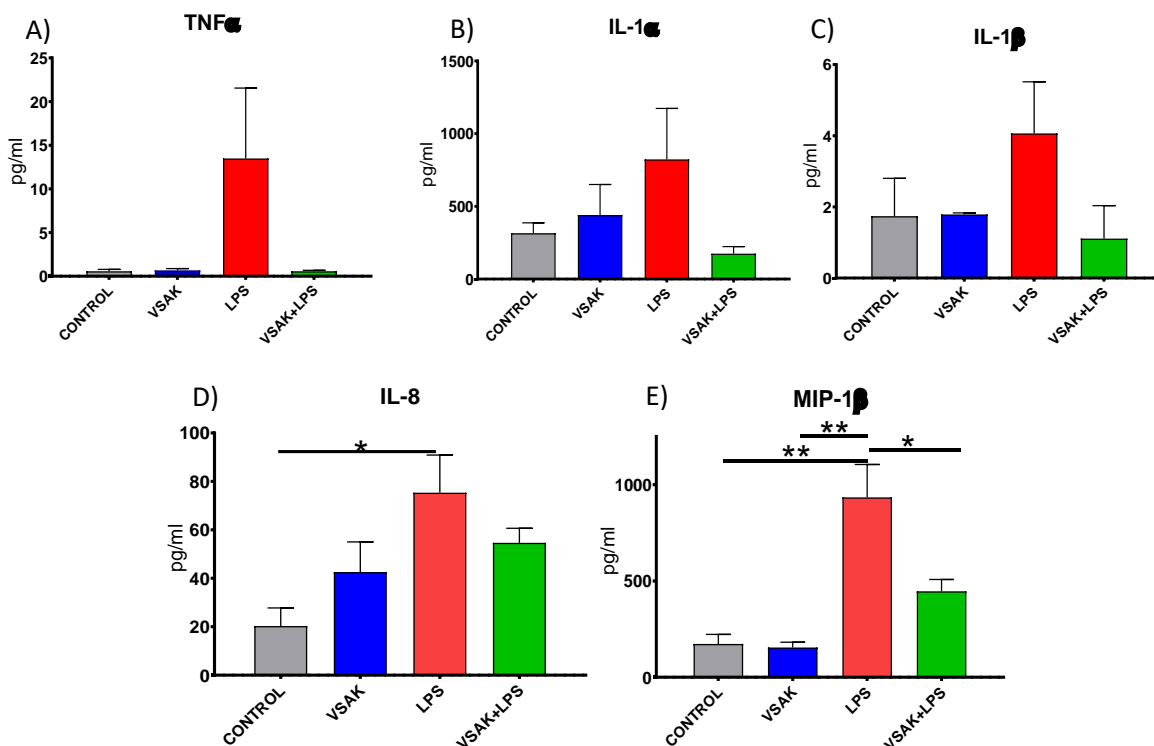 A)
TNFα
25
20
15
10
5
0
pg/ml
CONTROL
VSAK
LPS
VSAK+LPS
B)
IL-1α
1500
1000
500
0
pg/ml
CONTROL
VSAK
LPS
VSAK+LPS
C)
IL-1β
6
4
2
0
pg/ml
CONTROL
VSAK
LPS
VSAK+LPS
D)
IL-8
100
80
60
40
20
0
pg/ml
*
CONTROL
VSAK
LPS
VSAK+LPS
E)
MIP-1β
1000
500
0
pg/ml
**
**
*
CONTROL
VSAK
LPS
VSAK+LPS